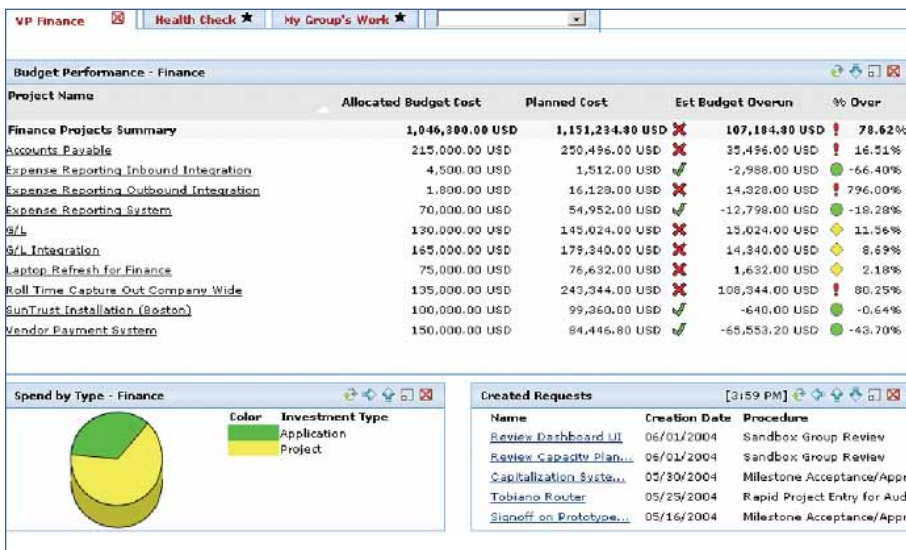 VP Finance Health Check My Group's Work
Budget Performance - Finance
Project Name Allocated Budget Cost Planned Cost Est Budget Overun % Over
Finance Projects Summary 1,046,300.00 USD 1,151,234.80 USD 107,184.80 USD 78.62%
Accounts Payable 215,000.00 USD 250,496.00 USD 35,496.00 USD 16.51%
Expense Reporting Inbound Integration 4,500.00 USD 1,512.00 USD -2,988.00 USD -66.40%
Expense Reporting Outbound Integration 1,800.00 USD 16,128.00 USD 14,328.00 USD 796.00%
Expense Reporting System 70,000.00 USD 54,952.00 USD -12,798.00 USD -18.28%
G/L 130,000.00 USD 145,024.00 USD 15,024.00 USD 11.56%
G/L Integration 165,000.00 USD 179,340.00 USD 14,340.00 USD 8.69%
Laptop Refresh for Finance 75,000.00 USD 76,632.00 USD 1,632.00 USD 2.18%
Roll Time Capture Out Company Wide 135,000.00 USD 243,344.00 USD 108,344.00 USD 80.25%
SunTrust Installation (Boston) 100,000.00 USD 99,360.00 USD -640.00 USD -0.64%
Vendor Payment System 150,000.00 USD 84,446.80 USD -65,553.20 USD -43.70%
Spend by Type - Finance
Color Investment Type
Application
Project
Created Requests [3:59 PM]
Name Creation Date Procedure
Review Dashboard UI 06/01/2004 Sandbox Group Review
Review Capacity Plan... 06/01/2004 Sandbox Group Review
Capitalization Syste... 05/30/2004 Milestone Acceptance/Appr
Tobiano Router 05/25/2004 Rapid Project Entry for Aud
Signoff on Prototype... 05/16/2004 Milestone Acceptance/Appr